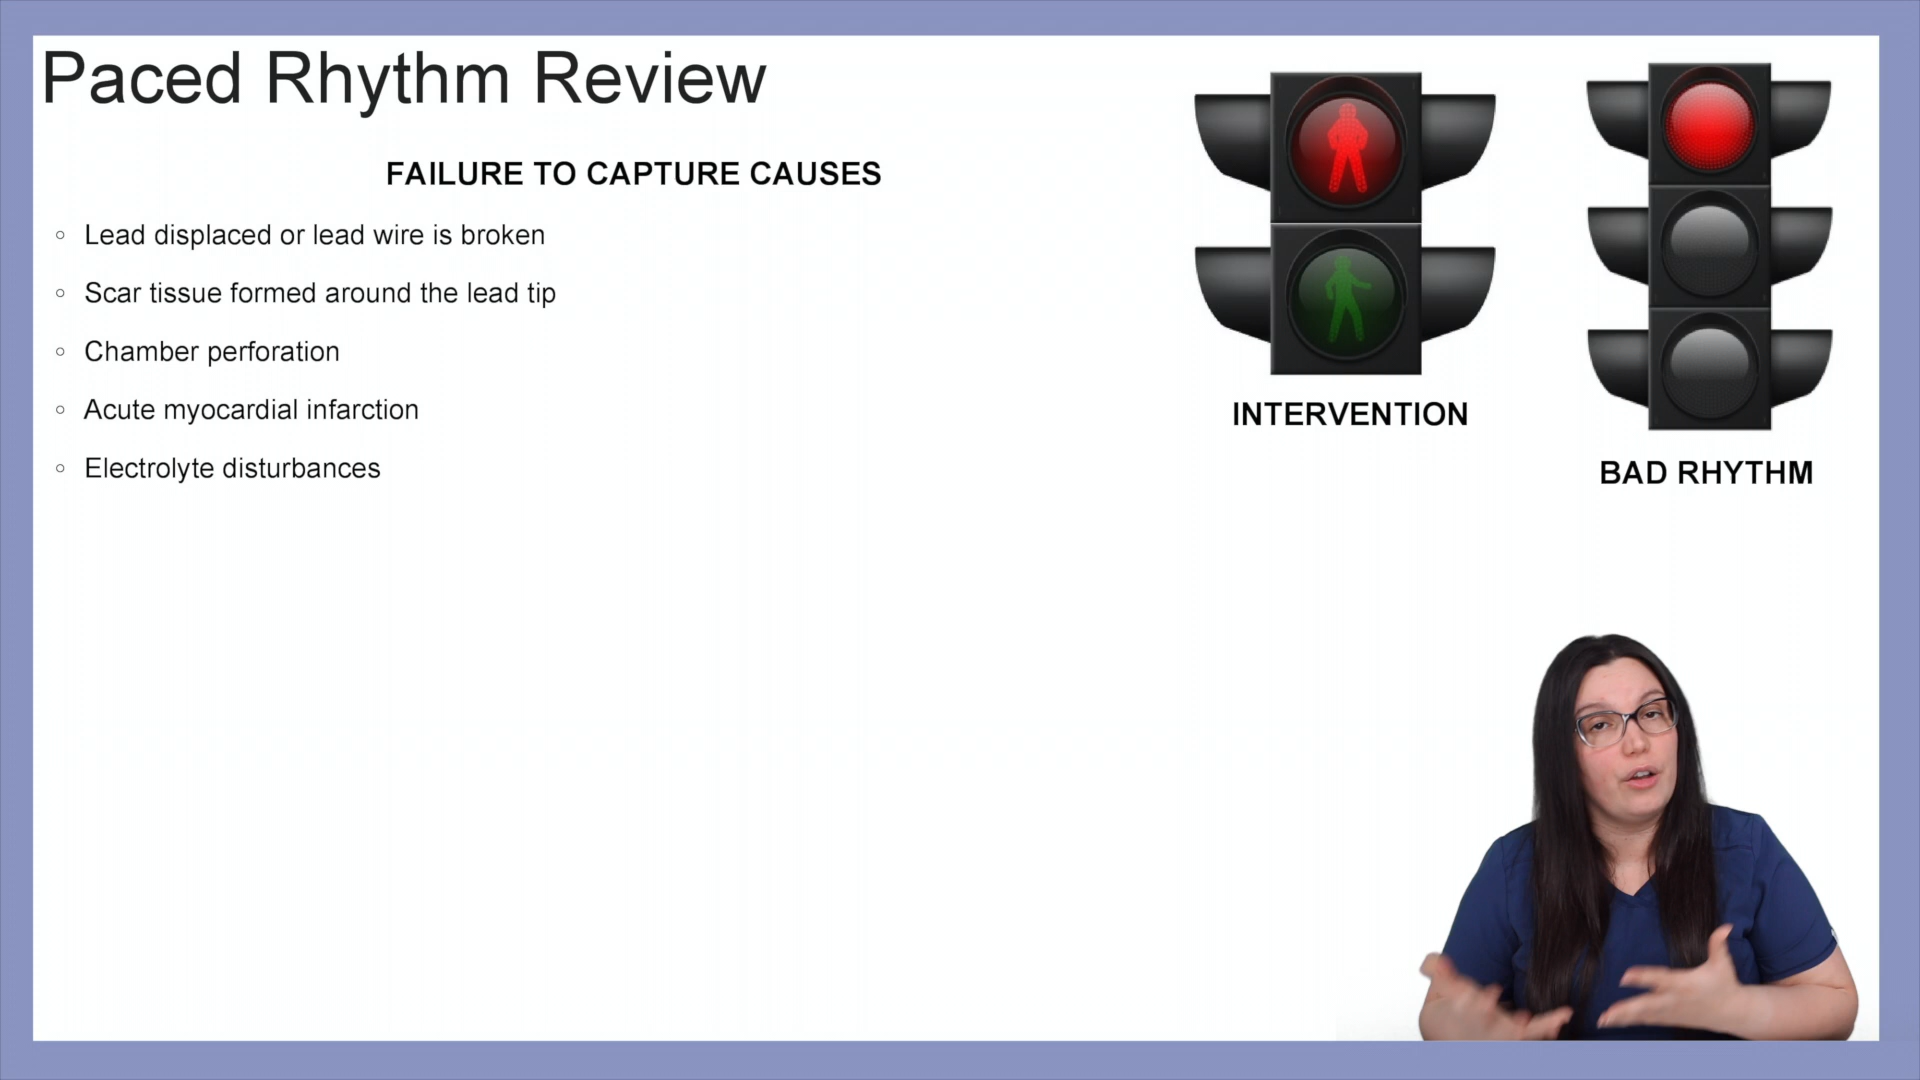 Paced Rhythm Review
FAILURE TO CAPTURE CAUSES
Lead displaced or lead wire is broken
Scar tissue formed around the lead tip
Chamber perforation
Acute myocardial infarction
Electrolyte disturbances
INTERVENTION
BAD RHYTHM